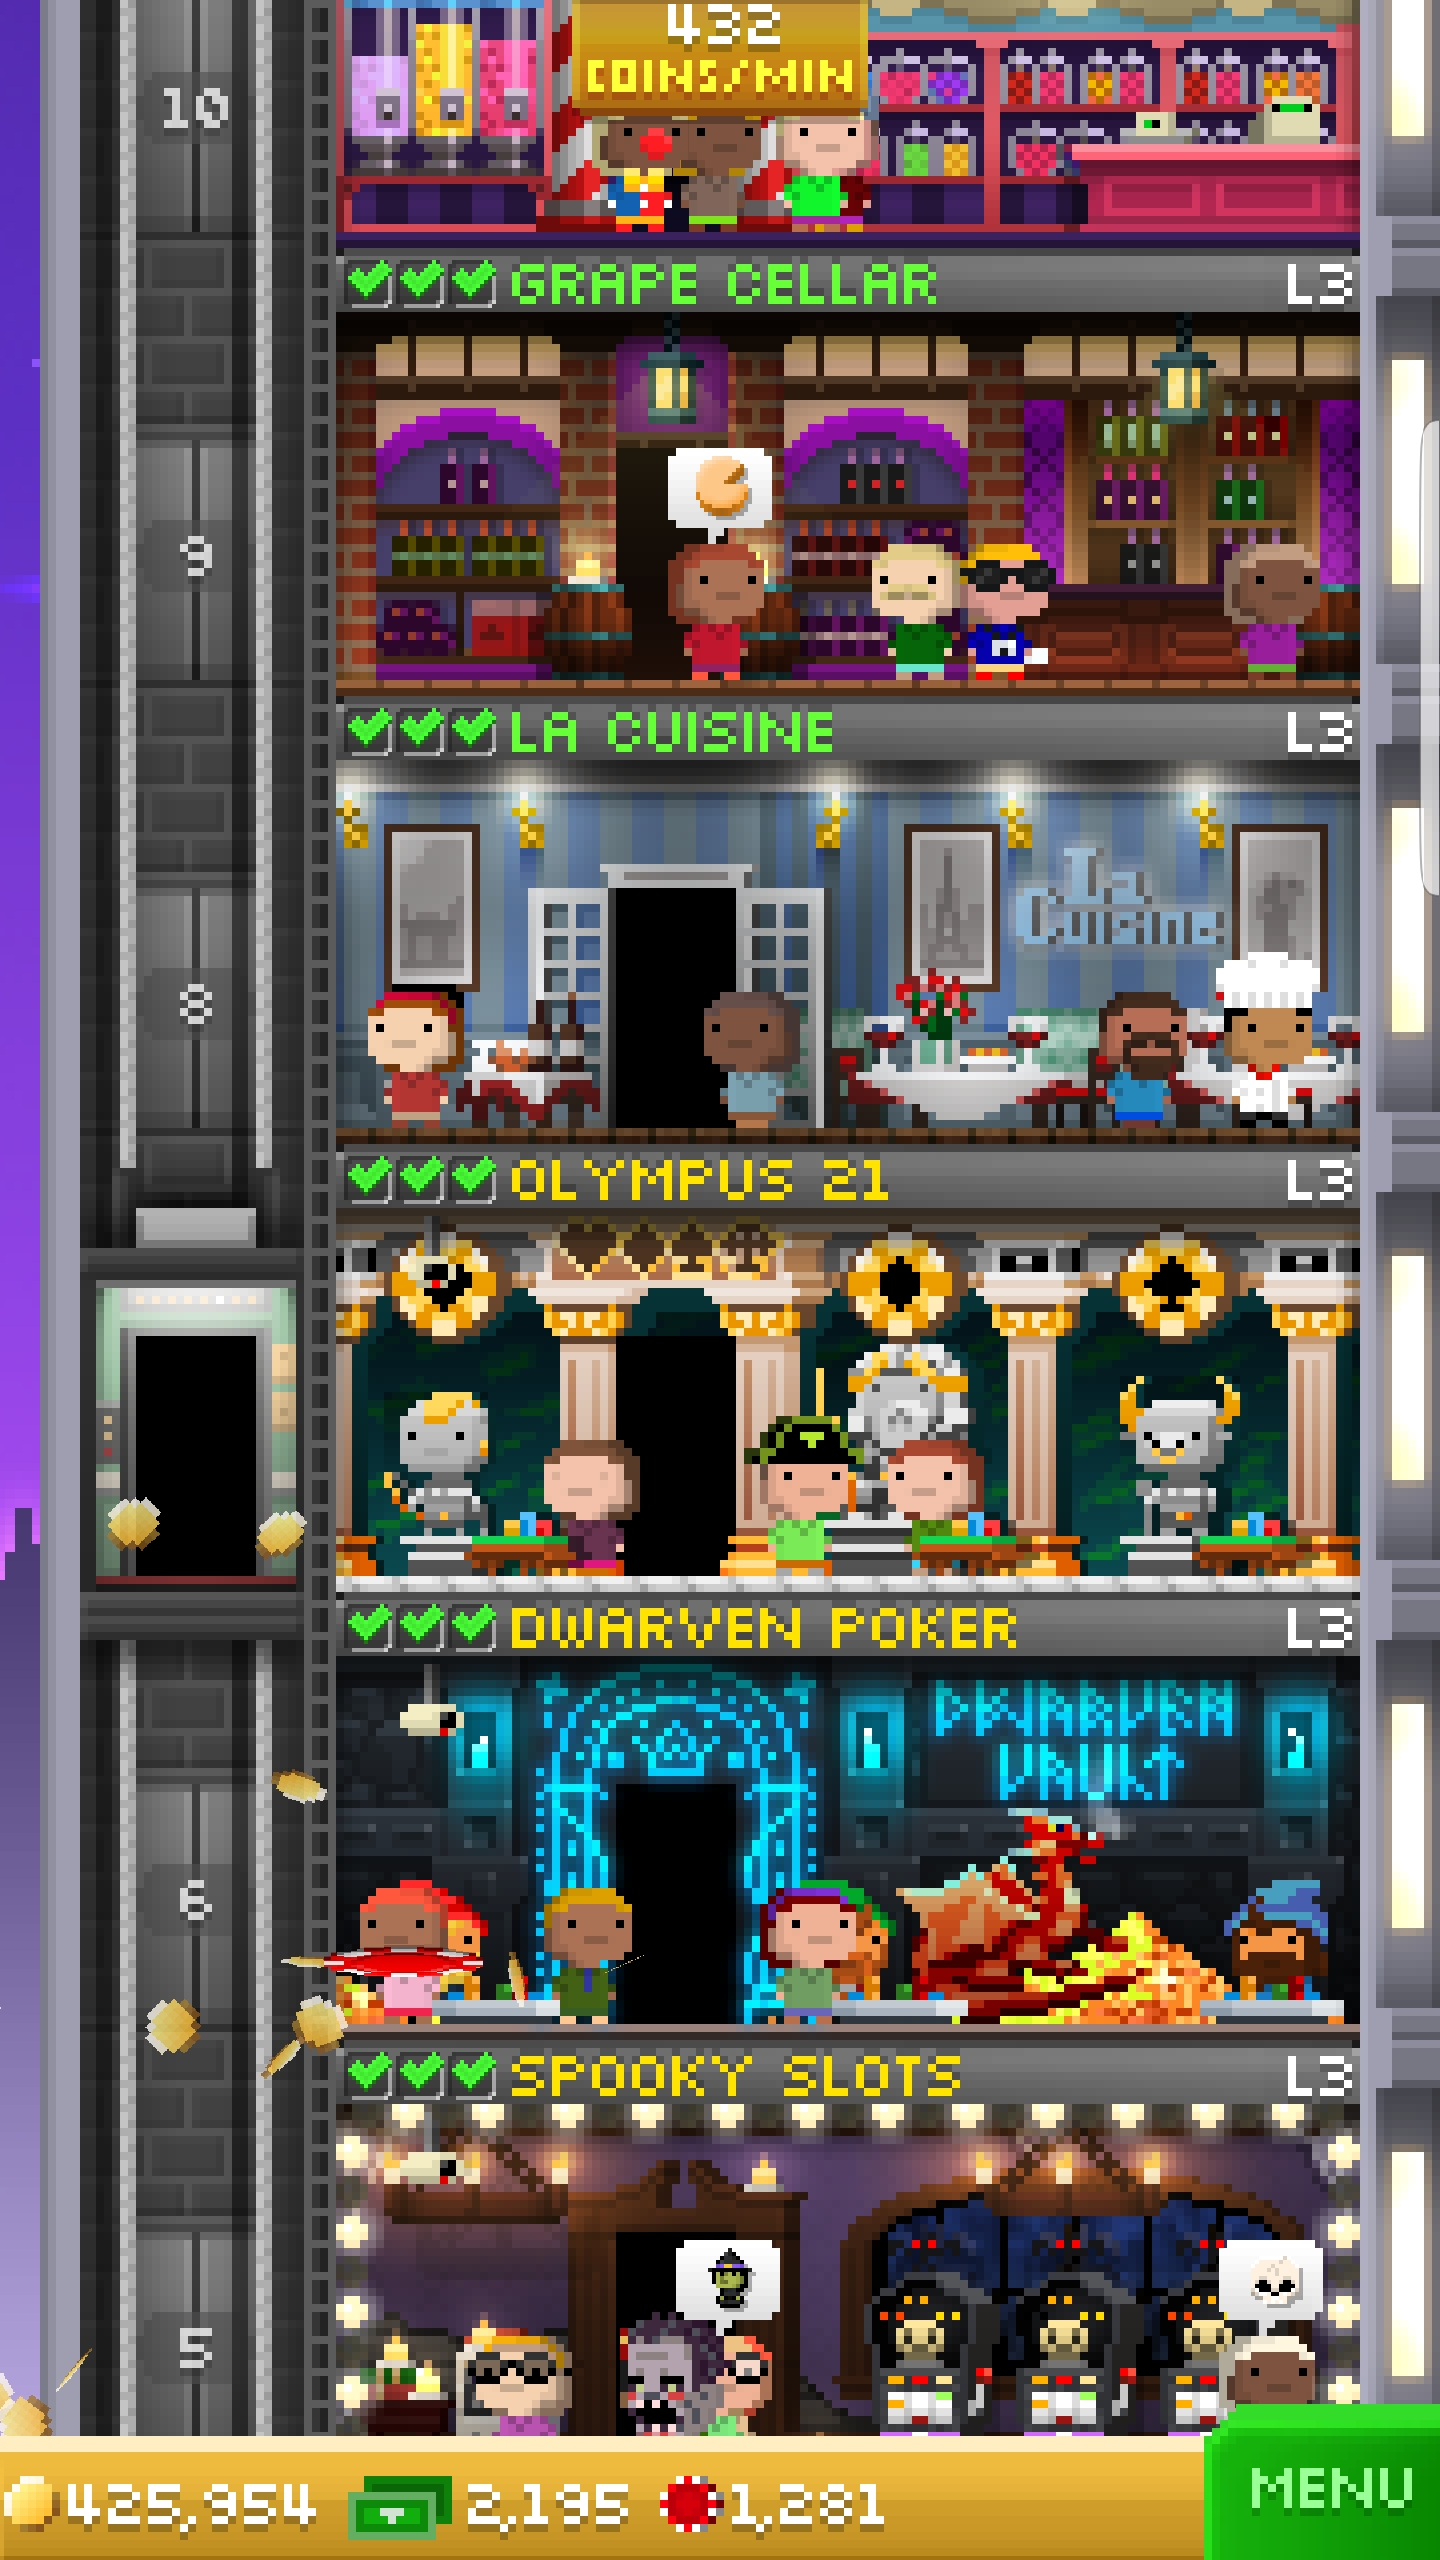 432
COINS/MIN
10
GRAPE CELLAR L3
9
LA CUISINE L3
La
Cuisine
8
OLYMPUS 21 L3
DWARVEN POKER L3
DWARVEN
VAULT
6
SPOOKY SLOTS L3
5
425,954 2,195 1,281 MENU